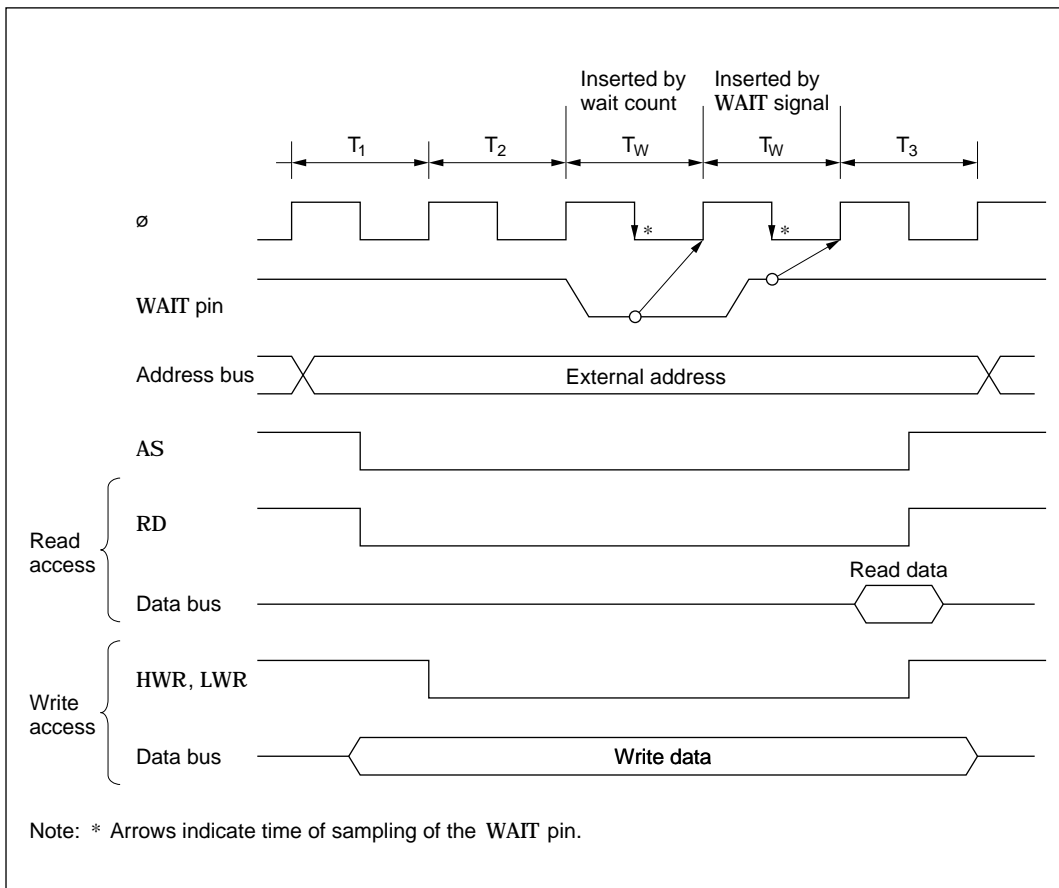 Inserted by
wait count
Inserted by
WAIT signal
T1
T2
TW
TW
T3
ø
*
*
WAIT pin
Address bus
External address
AS
Read
access
RD
Read data
Data bus
Write
access
HWR, LWR
Data bus
Write data
Note: * Arrows indicate time of sampling of the WAIT pin.